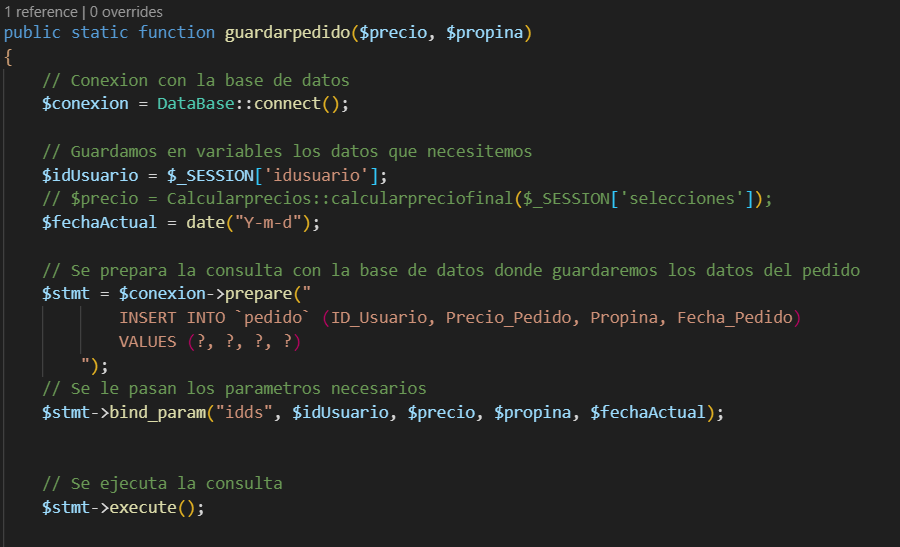 1 reference | 0 overrides
public static function guardarpedido($precio, $propina)
{
    // Conexion con la base de datos
    $conexion = DataBase::connect();
    // Guardamos en variables los datos que necesitemos
    $idUsuario = $_SESSION['idusuario'];
    // $precio = Calcularprecios::calcularpreciofinal($_SESSION['selecciones']);
    $fechaActual = date("Y-m-d");
    // Se prepara la consulta con la base de datos donde guardaremos los datos del pedido
    $stmt = $conexion->prepare("
            INSERT INTO `pedido` (ID_Usuario, Precio_Pedido, Propina, Fecha_Pedido)
            VALUES (?, ?, ?, ?)
        ");
    // Se le pasan los parametros necesarios
    $stmt->bind_param("idds", $idUsuario, $precio, $propina, $fechaActual);
    // Se ejecuta la consulta
    $stmt->execute();